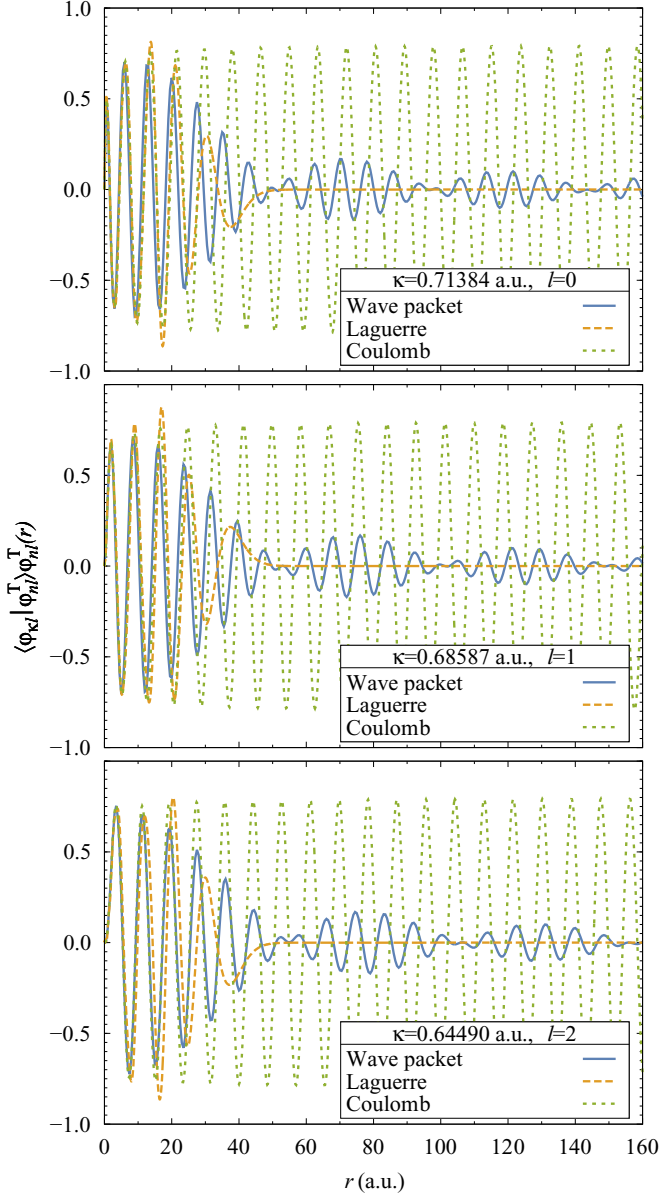 1.0
0.5
0.0
−0.5
−1.0
κ=0.71384 a.u., l=0
Wave packet
Laguerre
Coulomb
0.5
0.0
−0.5
−1.0
κ=0.68587 a.u., l=1
Wave packet
Laguerre
Coulomb
⟨φκl | φᵀnl⟩φᵀnl(r)
0.5
0.0
−0.5
−1.0
κ=0.64490 a.u., l=2
Wave packet
Laguerre
Coulomb
0 20 40 60 80 100 120 140 160
r (a.u.)